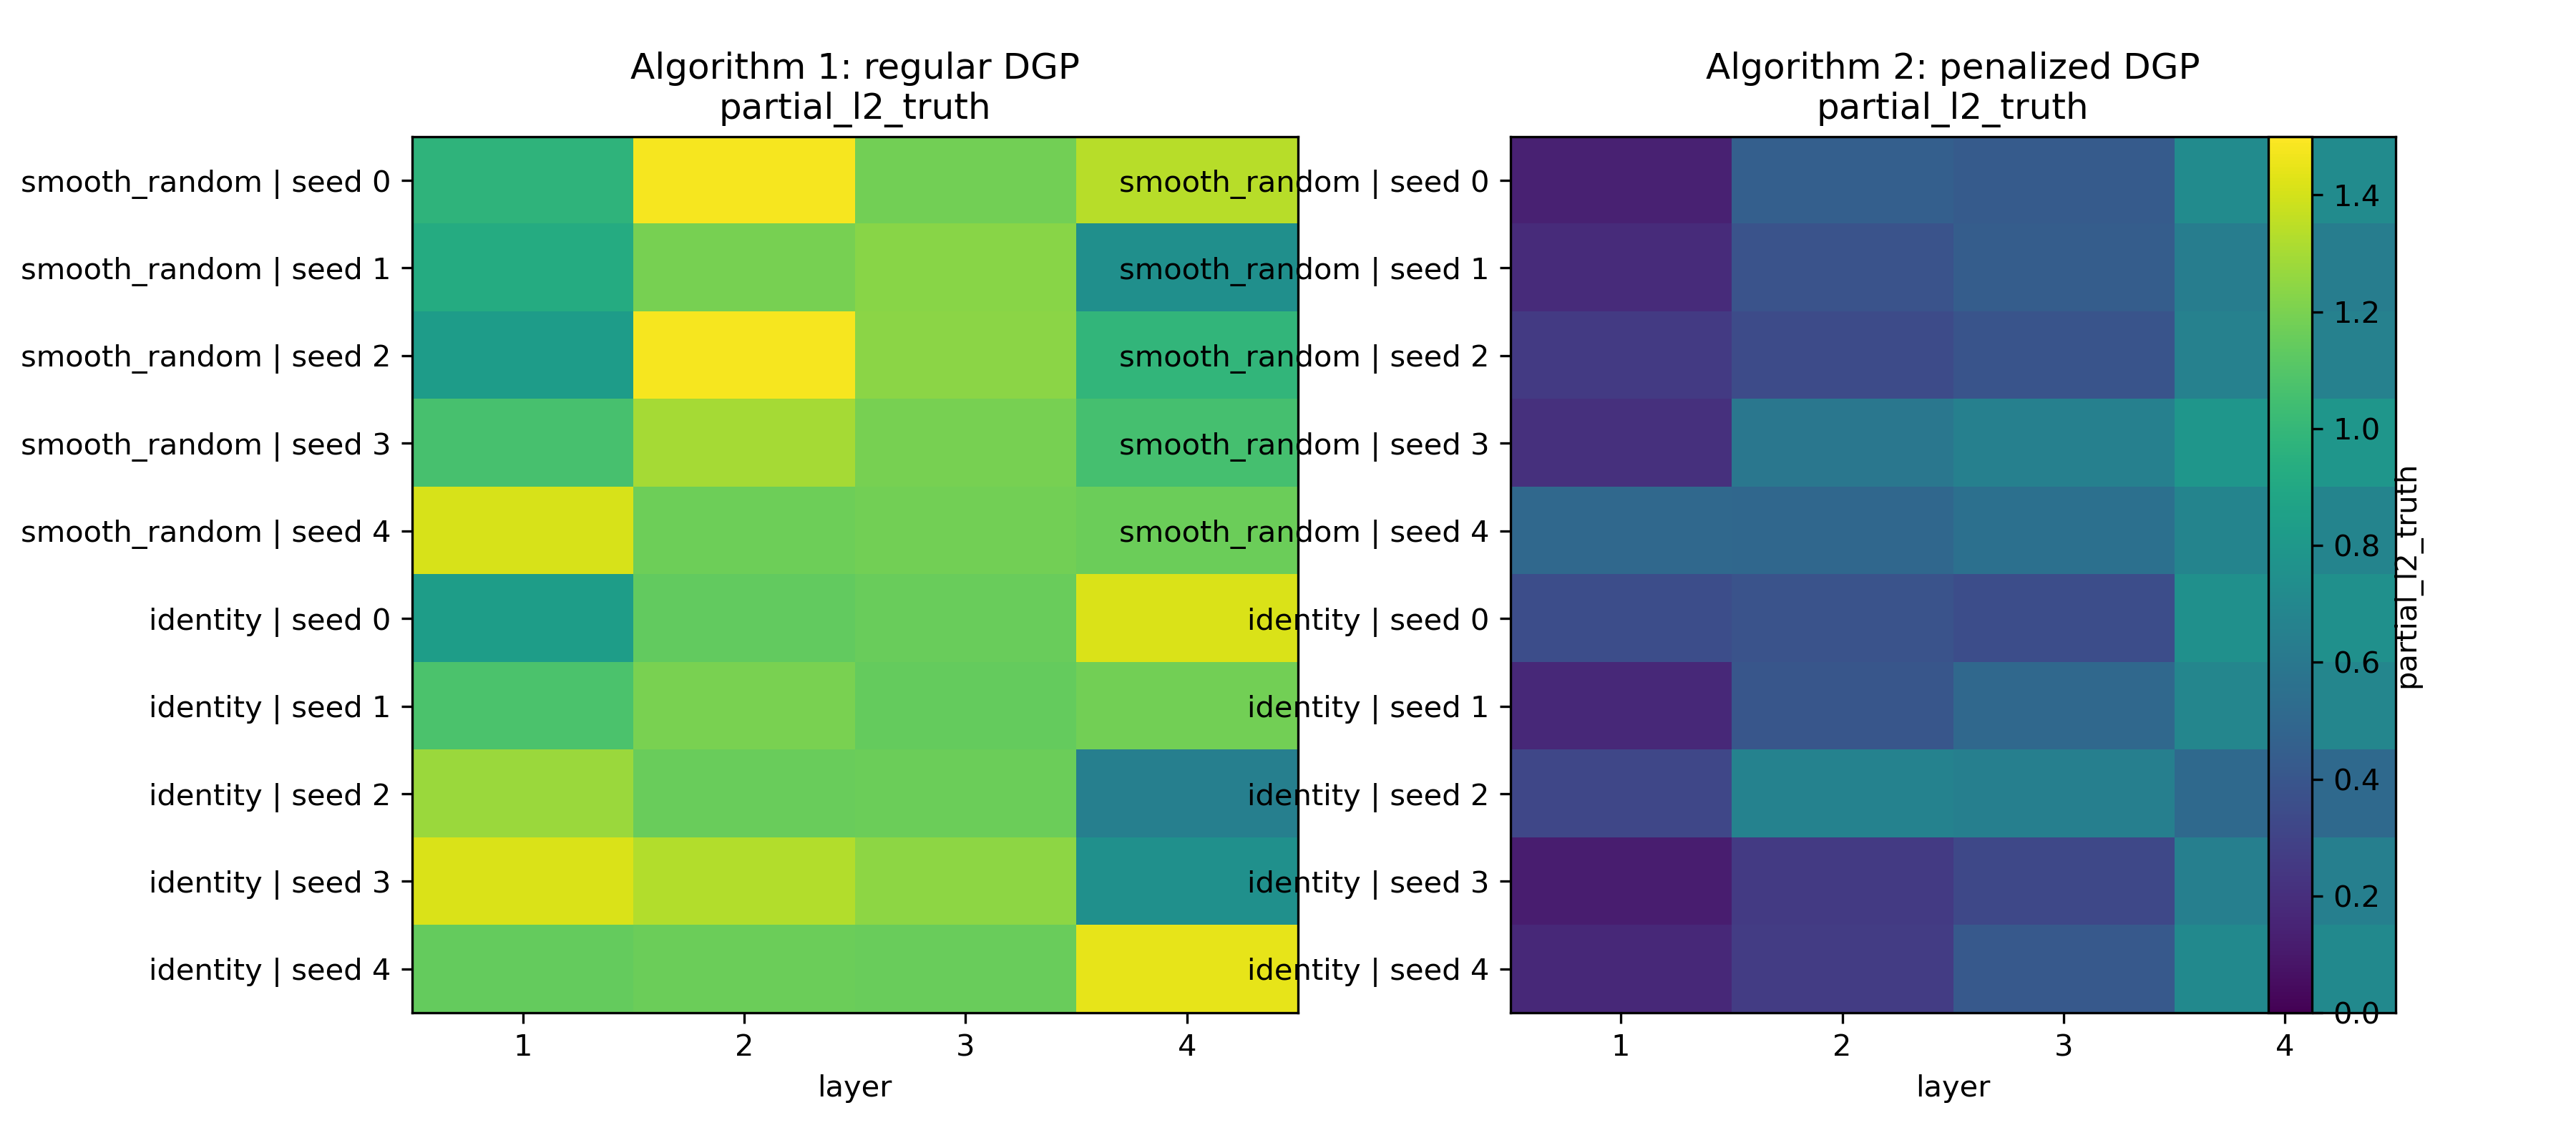 Algorithm 1: regular DGP
partial_l2_truth
smooth_random | seed 0
smooth_random | seed 1
smooth_random | seed 2
smooth_random | seed 3
smooth_random | seed 4
identity | seed 0
identity | seed 1
identity | seed 2
identity | seed 3
identity | seed 4
1 2 3 4
layer
Algorithm 2: penalized DGP
partial_l2_truth
smooth_random | seed 0
smooth_random | seed 1
smooth_random | seed 2
smooth_random | seed 3
smooth_random | seed 4
identity | seed 0
identity | seed 1
identity | seed 2
identity | seed 3
identity | seed 4
1 2 3 4
layer
1.4
1.2
1.0
0.8
0.6
0.4
0.2
0.0
partial_l2_truth